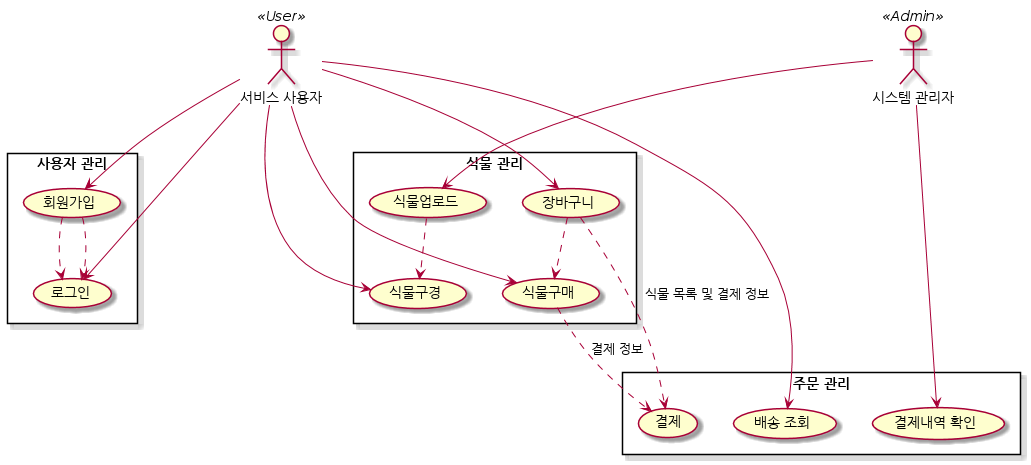 «User»
«Admin»
서비스 사용자
시스템 관리자
사용자 관리
식물 관리
회원가입
식물업로드
장바구니
로그인
식물구경
식물구매
식물 목록 및 결제 정보
결제 정보
주문 관리
결제
배송 조회
결제내역 확인